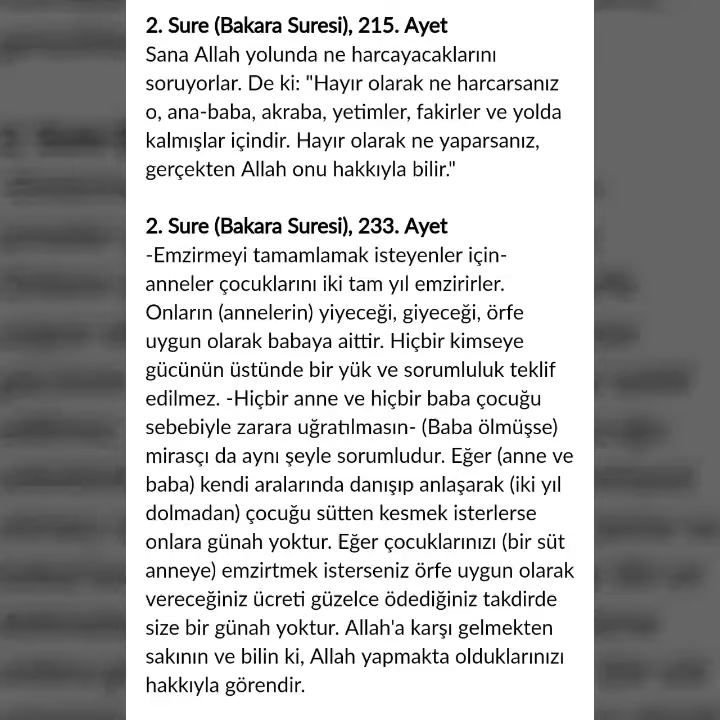 2. Sure (Bakara Suresi), 215. Ayet
Sana Allah yolunda ne harcayacaklarını
soruyorlar. De ki: "Hayır olarak ne harcarsanız
o, ana-baba, akraba, yetimler, fakirler ve yolda
kalmışlar içindir. Hayır olarak ne yaparsanız,
gerçekten Allah onu hakkıyla bilir."
2. Sure (Bakara Suresi), 233. Ayet
-Emzirmeyi tamamlamak isteyenler için-
anneler çocuklarını iki tam yıl emzirirler.
Onların (annelerin) yiyeceği, giyeceği, örfe
uygun olarak babaya aittir. Hiçbir kimseye
gücünün üstünde bir yük ve sorumluluk teklif
edilmez. -Hiçbir anne ve hiçbir baba çocuğu
sebebiyle zarara uğratılmasın- (Baba ölmüşse)
mirasçı da aynı şeyle sorumludur. Eğer (anne ve
baba) kendi aralarında danışıp anlaşarak (iki yıl
dolmadan) çocuğu sütten kesmek isterlerse
onlara günah yoktur. Eğer çocuklarınızı (bir süt
anneye) emzirtmek isterseniz örfe uygun olarak
vereceğiniz ücreti güzelce ödediğiniz takdirde
size bir günah yoktur. Allah'a karşı gelmekten
sakının ve bilin ki, Allah yapmakta olduklarınızı
hakkıyla görendir.